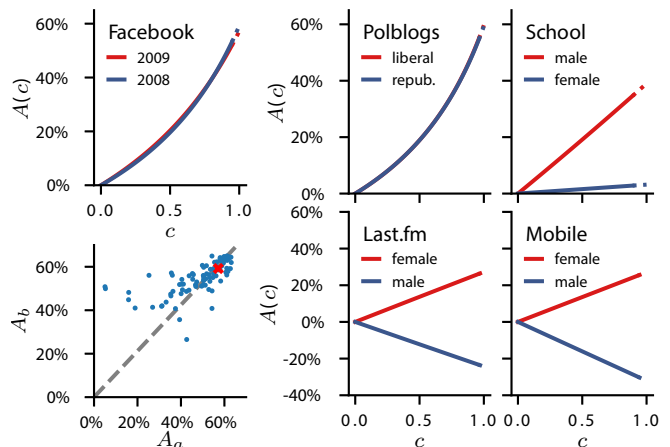 Facebook
2009
2008
60%
40%
20%
0%
A(c)
0.0
0.5
1.0
c
60%
40%
20%
0%
A_b
0%
20%
40%
60%
A_a
Polblogs
liberal
repub.
60%
40%
20%
0%
A(c)
School
male
female
Last.fm
female
male
60%
40%
20%
0%
-20%
-40%
A(c)
0.0
0.5
1.0
c
Mobile
female
male
0.0
0.5
1.0
c